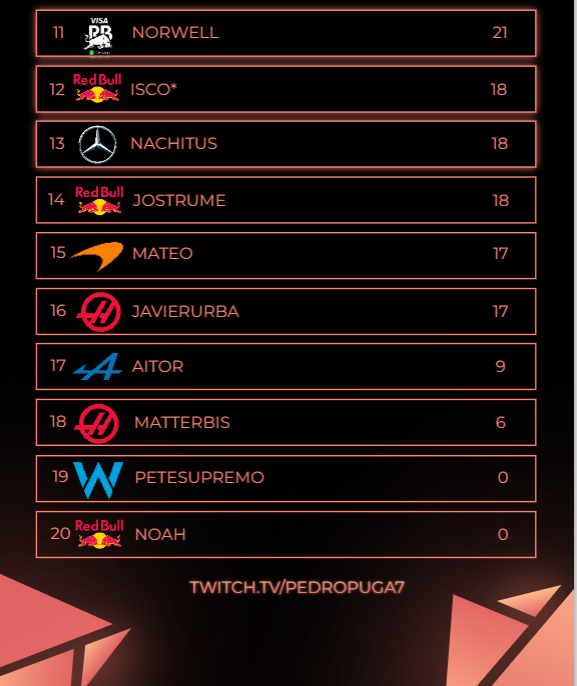 11 VISA RB NORWELL 21
12 Red Bull ISCO* 18
13 NACHITUS 18
14 Red Bull JOSTRUME 18
15 MATEO 17
16 JAVIERURBA 17
17 AITOR 9
18 MATTERBIS 6
19 PETESUPREMO 0
20 Red Bull NOAH 0
TWITCH.TV/PEDROPUGA7